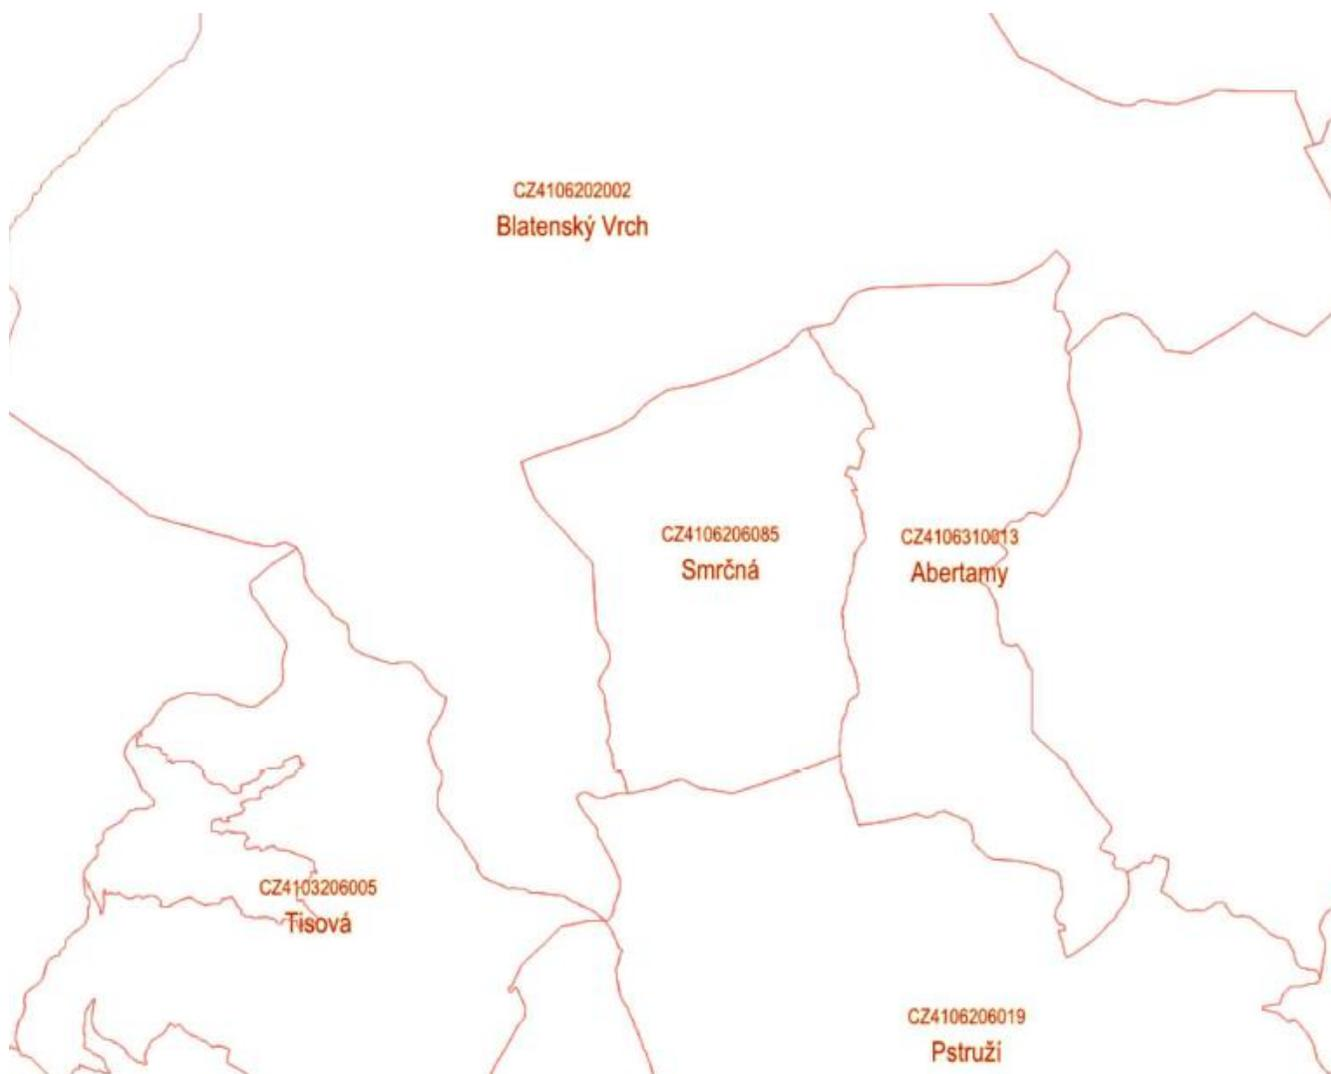 CZ4106202002
Blatenský Vrch
CZ4106206085
Smrčná
CZ4106310013
Abertamy
CZ4103206005
Tisová
CZ4106206019
Pstruží